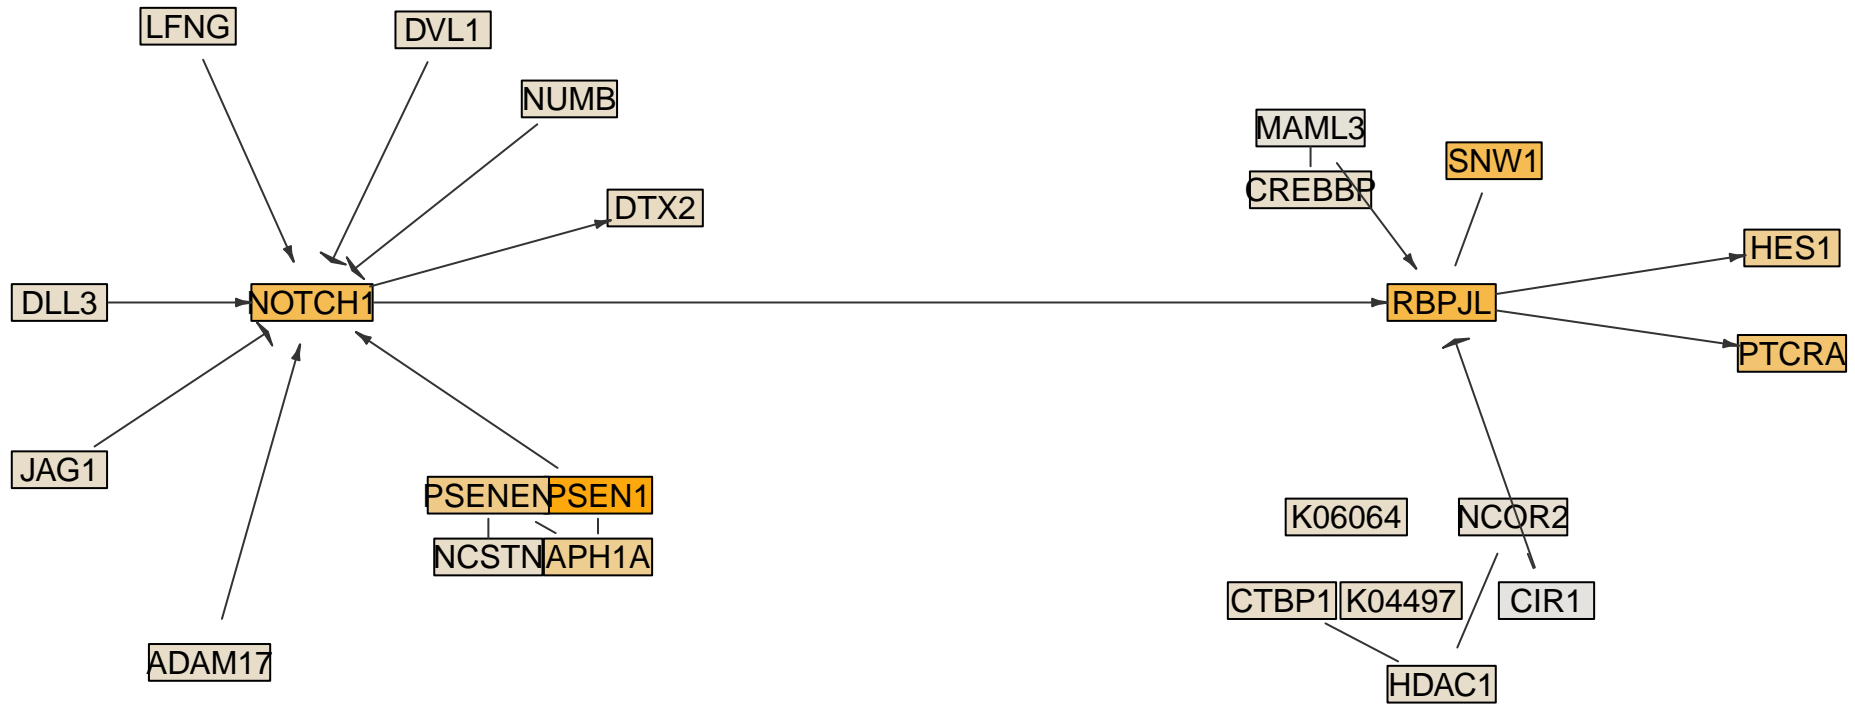 LFNG
DVL1
NUMB
MAML3
SNW1
CREBBP
DTX2
HES1
DLL3
NOTCH1
RBPJL
PTCRA
JAG1
PSENEN
PSEN1
K06064
NCOR2
NCSTN
APH1A
CTBP1
K04497
CIR1
ADAM17
HDAC1